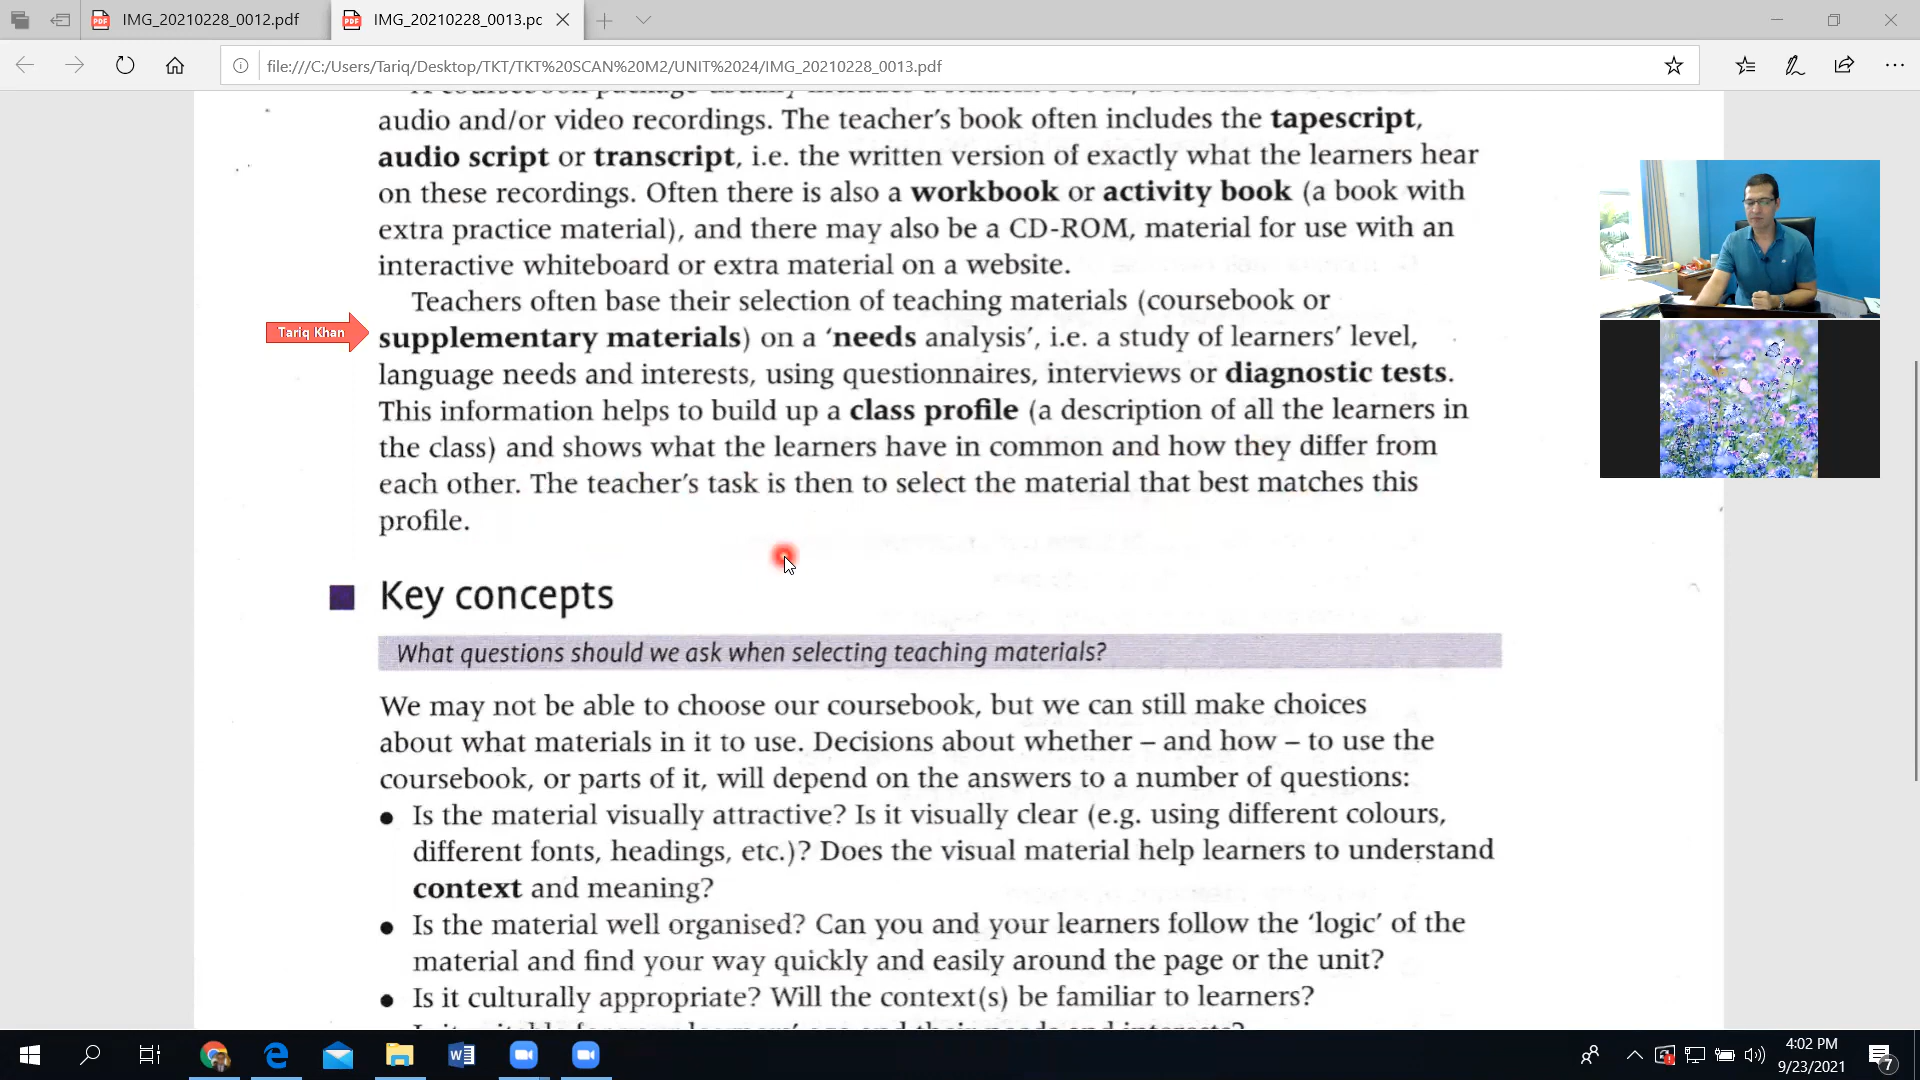 IMG_20210228_0012.pdf
IMG_20210228_0013.pc
file:///C:/Users/Tariq/Desktop/TKT/TKT%20SCAN%20M2/UNIT%2024/IMG_20210228_0013.pdf
audio and/or video recordings. The teacher's book often includes the tapescript,
audio script or transcript, i.e. the written version of exactly what the learners hear
on these recordings. Often there is also a workbook or activity book (a book with
extra practice material), and there may also be a CD-ROM, material for use with an
interactive whiteboard or extra material on a website.
Teachers often base their selection of teaching materials (coursebook or
Tariq Khan
supplementary materials) on a 'needs analysis', i.e. a study of learners' level,
language needs and interests, using questionnaires, interviews or diagnostic tests.
This information helps to build up a class profile (a description of all the learners in
the class) and shows what the learners have in common and how they differ from
each other. The teacher's task is then to select the material that best matches this
profile.
Key concepts
What questions should we ask when selecting teaching materials?
We may not be able to choose our coursebook, but we can still make choices
about what materials in it to use. Decisions about whether – and how – to use the
coursebook, or parts of it, will depend on the answers to a number of questions:
● Is the material visually attractive? Is it visually clear (e.g. using different colours,
different fonts, headings, etc.)? Does the visual material help learners to understand
context and meaning?
● Is the material well organised? Can you and your learners follow the 'logic' of the
material and find your way quickly and easily around the page or the unit?
● Is it culturally appropriate? Will the context(s) be familiar to learners?
4:02 PM
9/23/2021
7